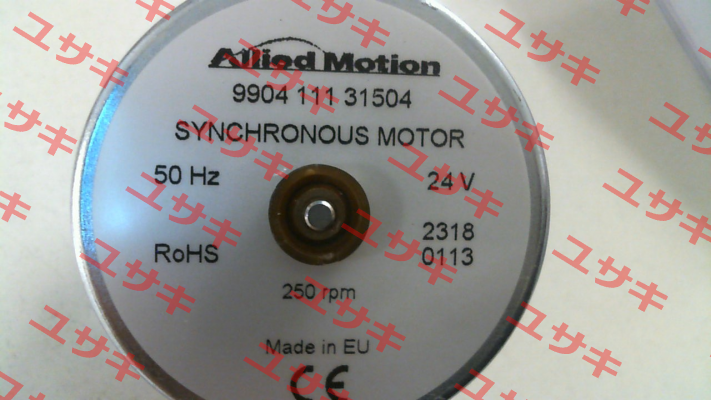 Allied Motion
9904 111 31504
SYNCHRONOUS MOTOR
50 Hz
24 V
RoHS
2318
0113
250 rpm
Made in EU
CE
ユサキ